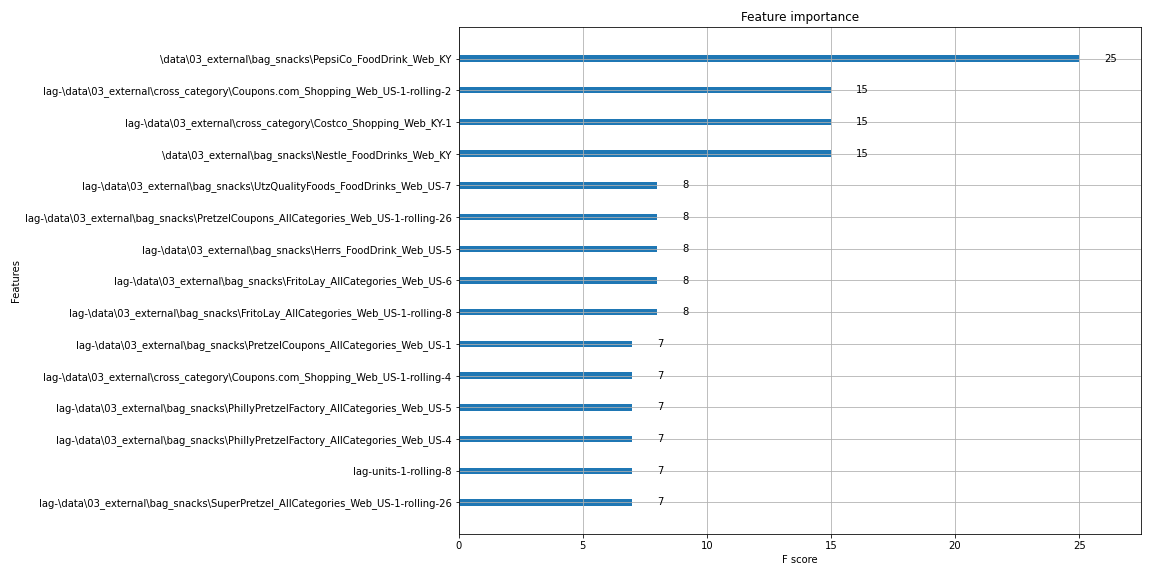 Feature importance
\data\03_external\bag_snacks\PepsiCo_FoodDrink_Web_KY 25
lag-\data\03_external\cross_category\Coupons.com_Shopping_Web_US-1-rolling-2 15
lag-\data\03_external\cross_category\Costco_Shopping_Web_KY-1 15
\data\03_external\bag_snacks\Nestle_FoodDrinks_Web_KY 15
lag-\data\03_external\bag_snacks\UtzQualityFoods_FoodDrinks_Web_US-7 8
lag-\data\03_external\bag_snacks\PretzelCoupons_AllCategories_Web_US-1-rolling-26 8
lag-\data\03_external\bag_snacks\Herrs_FoodDrink_Web_US-5 8
lag-\data\03_external\bag_snacks\FritoLay_AllCategories_Web_US-6 8
lag-\data\03_external\bag_snacks\FritoLay_AllCategories_Web_US-1-rolling-8 8
lag-\data\03_external\bag_snacks\PretzelCoupons_AllCategories_Web_US-1 7
lag-\data\03_external\cross_category\Coupons.com_Shopping_Web_US-1-rolling-4 7
lag-\data\03_external\bag_snacks\PhillyPretzelFactory_AllCategories_Web_US-5 7
lag-\data\03_external\bag_snacks\PhillyPretzelFactory_AllCategories_Web_US-4 7
lag-units-1-rolling-8 7
lag-\data\03_external\bag_snacks\SuperPretzel_AllCategories_Web_US-1-rolling-26 7
Features
0 5 10 15 20 25
F score